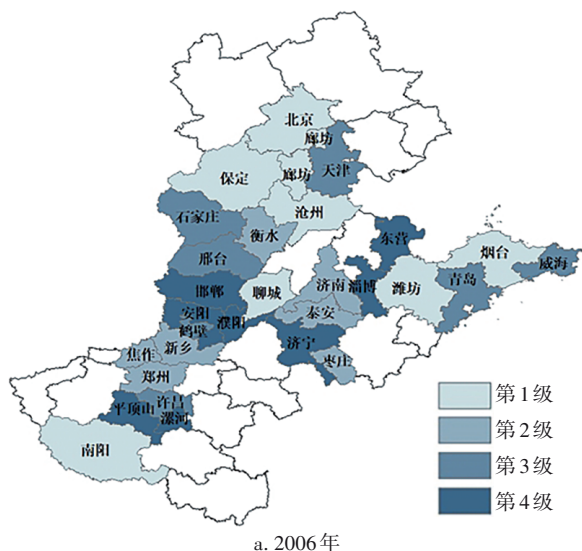 北京
廊坊
天津
廊坊
保定
沧州
石家庄
衡水
东营
邢台
烟台
威海
邯郸
聊城
济南
淄博
潍坊
青岛
安阳
鹤壁
濮阳
泰安
新乡
焦作
济宁
枣庄
郑州
平顶山
许昌
漯河
南阳
第1级
第2级
第3级
第4级
a. 2006年